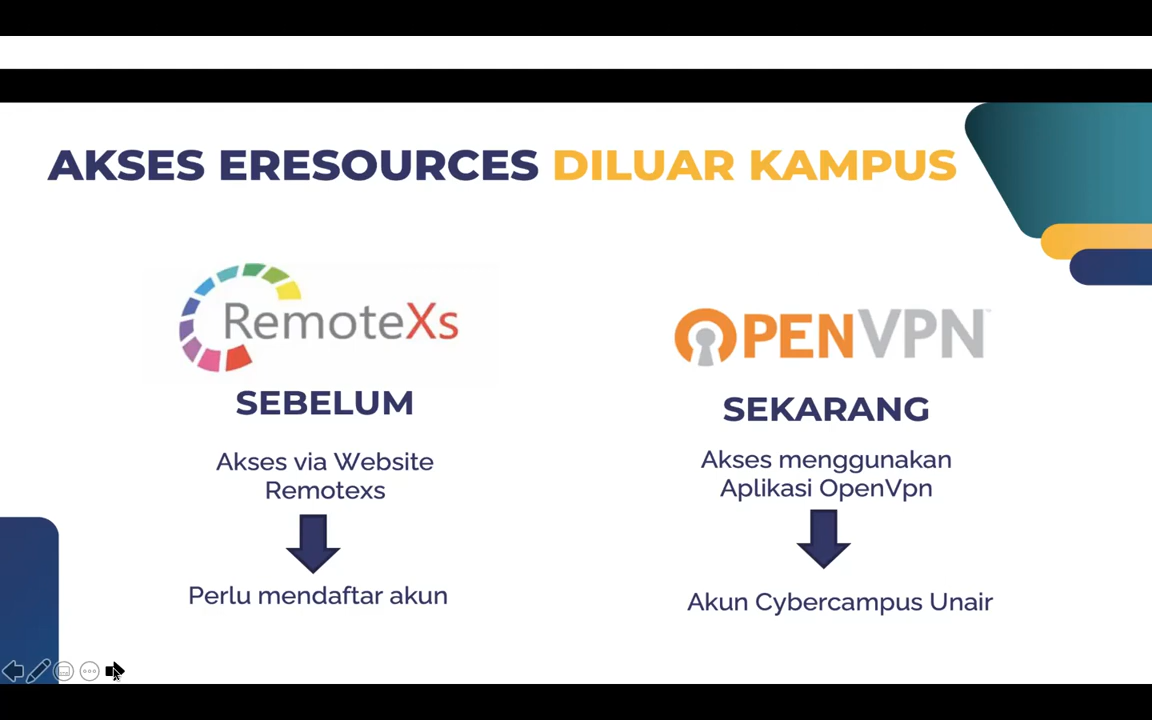 AKSES ERESOURCES DILUAR KAMPUS
RemoteXs
SEBELUM
Akses via Website
Remotexs
Perlu mendaftar akun
OPENVPN™
SEKARANG
Akses menggunakan
Aplikasi OpenVpn
Akun Cybercampus Unair